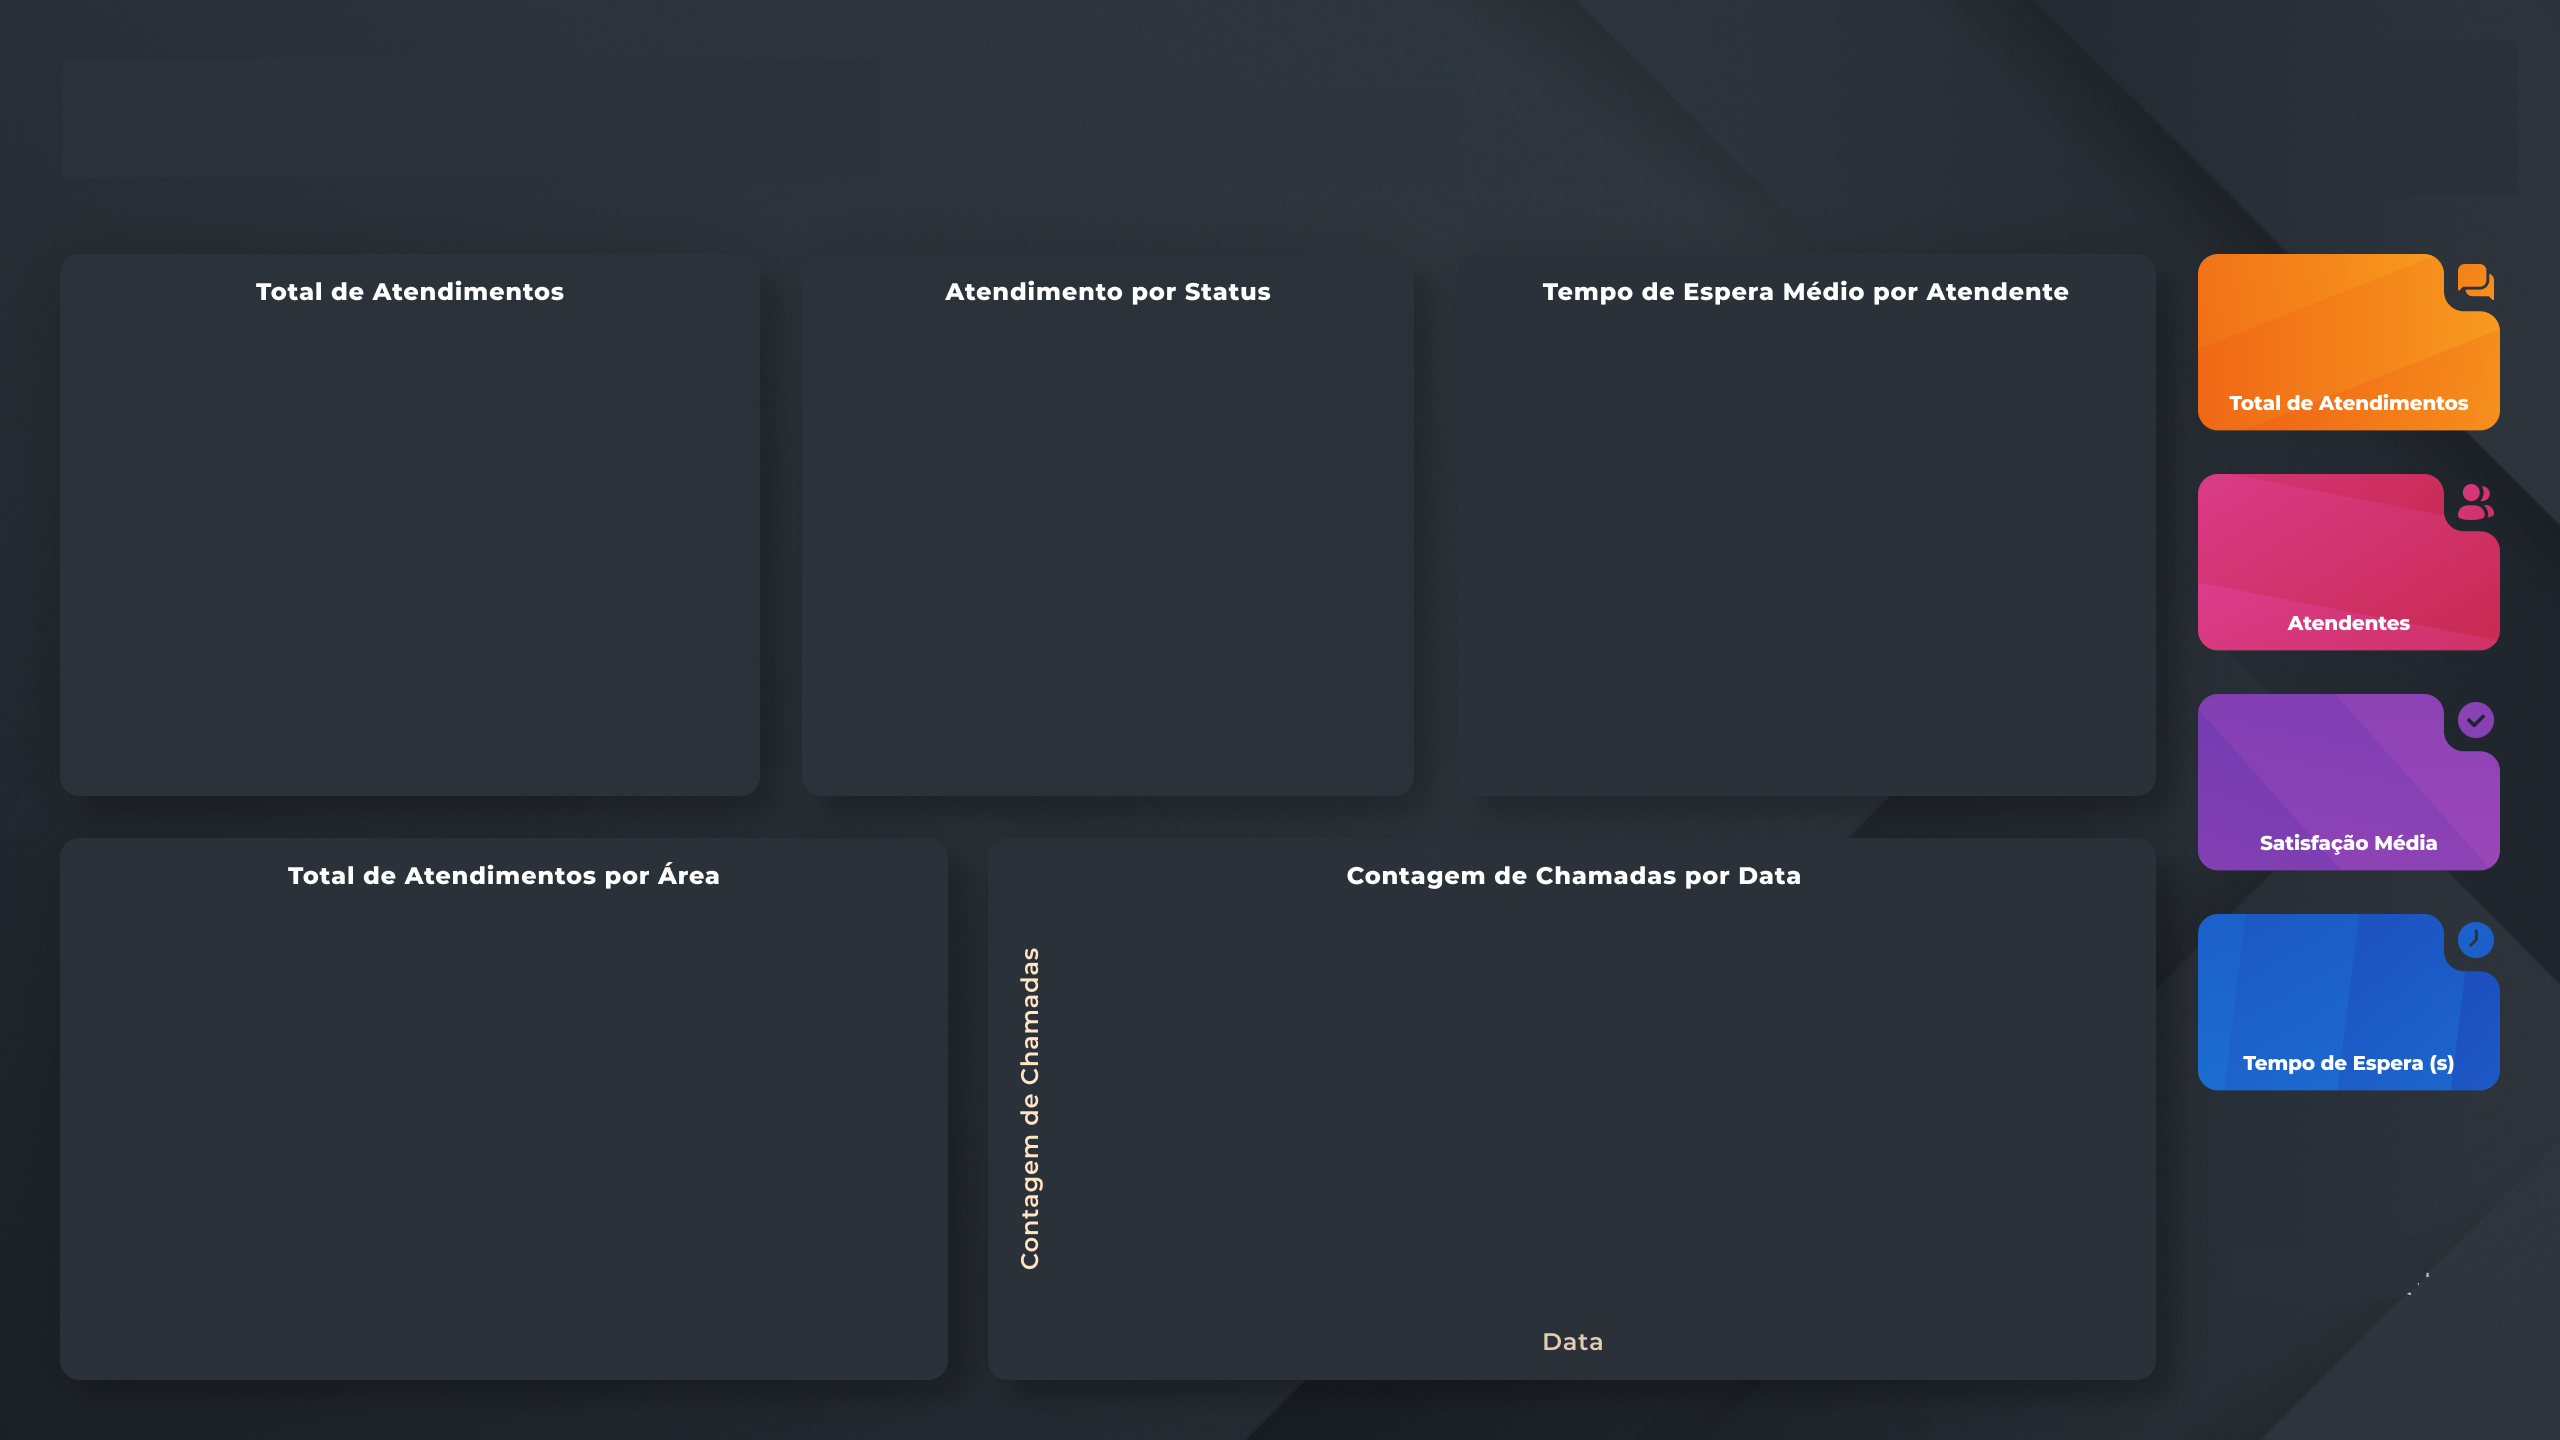 Total de Atendimentos
Atendimento por Status
Tempo de Espera Médio por Atendente
Total de Atendimentos
Atendentes
Satisfação Média
Tempo de Espera (s)
Total de Atendimentos por Área
Contagem de Chamadas por Data
Contagem de Chamadas
Data